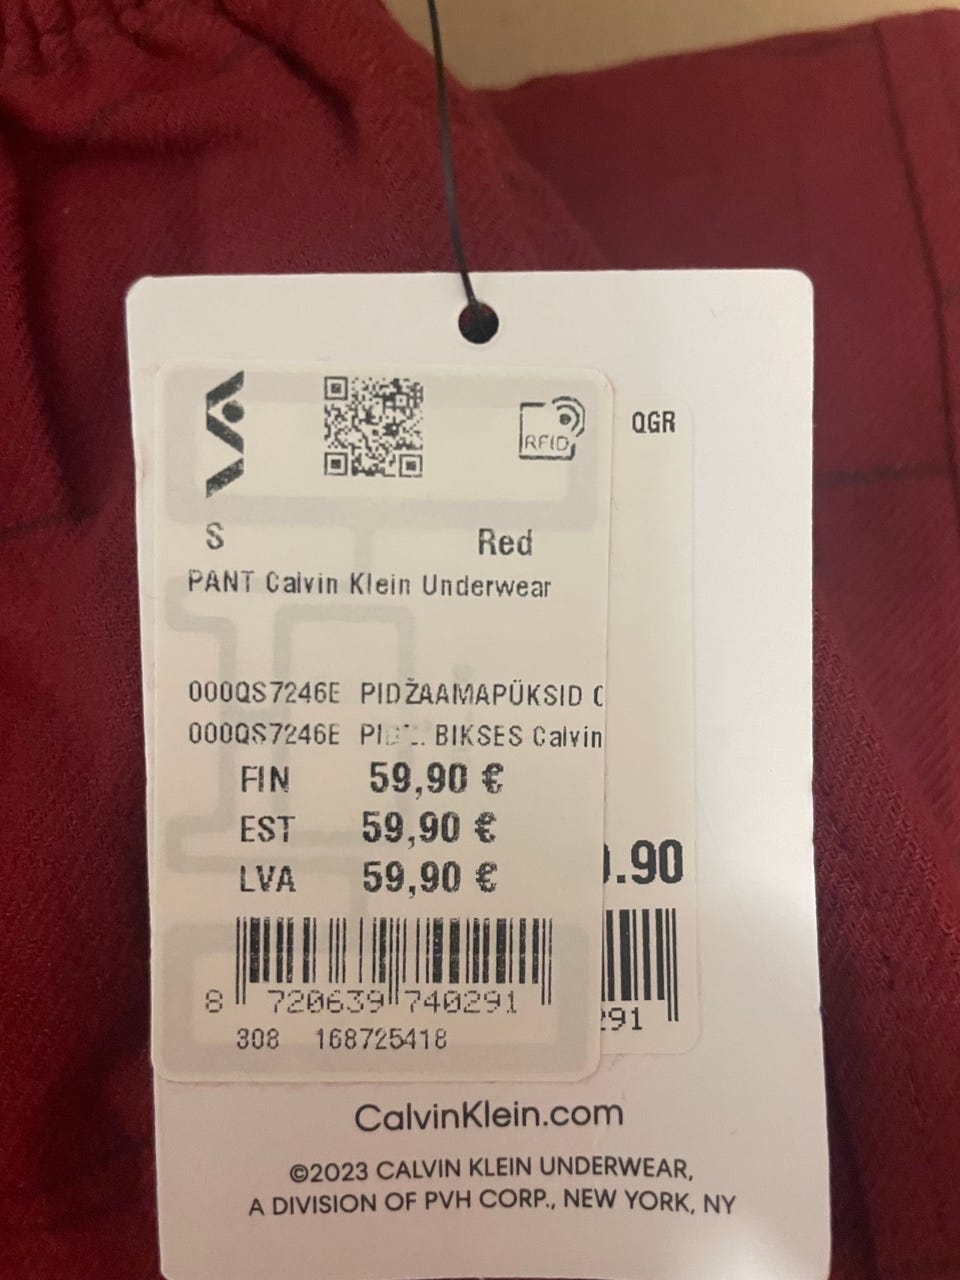 RFID
QGR
S Red
PANT Calvin Klein Underwear
000QS7246E PIDŽAAMAPÜKSID
000QS7246E BIKSES Calvin
FIN 59,90 €
EST 59,90 €
LVA 59,90 €
.90
8 720639 740291
291
308 168725418
CalvinKlein.com
©2023 CALVIN KLEIN UNDERWEAR,
A DIVISION OF PVH CORP., NEW YORK, NY